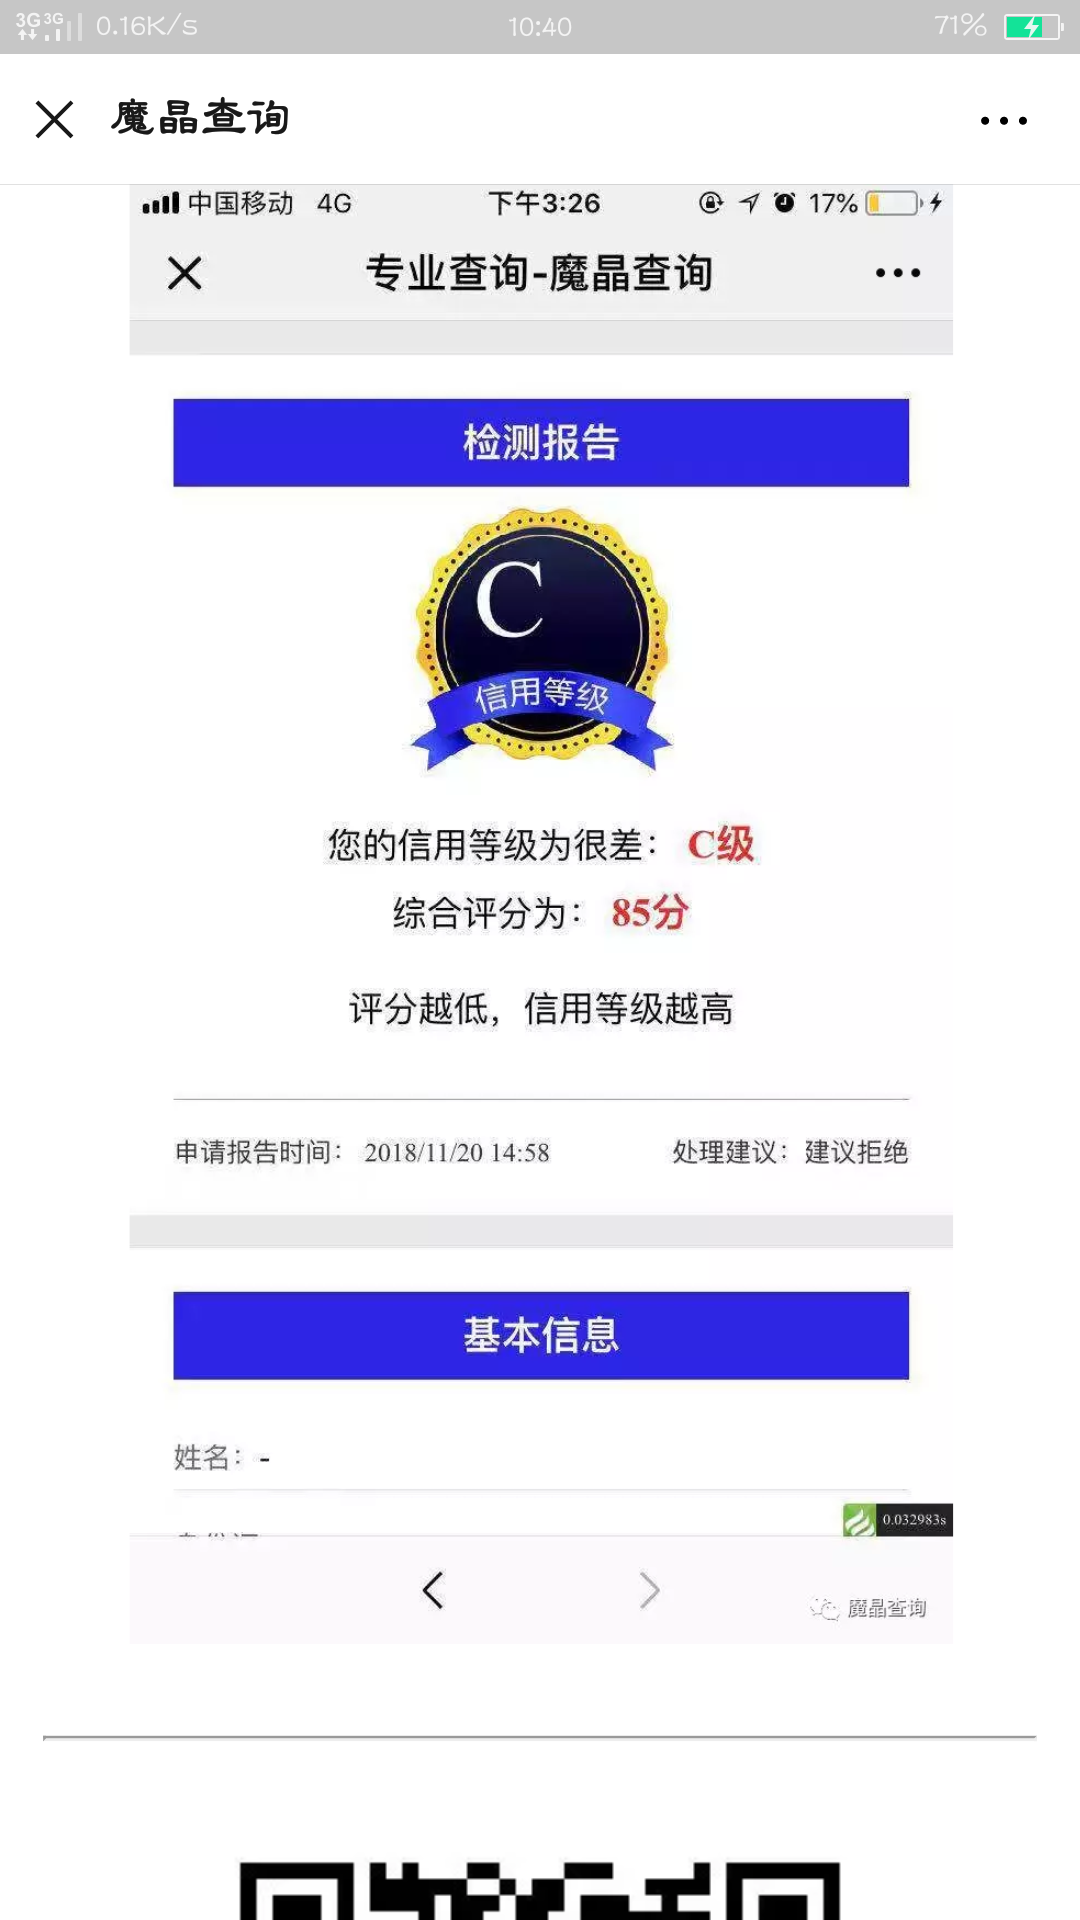 3G 3G 0.16K/s 10:40 71%
魔晶查询
中国移动 4G 下午3:26 17%
专业查询-魔晶查询
检测报告
C
信用等级
您的信用等级为很差： C级
综合评分为： 85分
评分越低，信用等级越高
申请报告时间： 2018/11/20 14:58 处理建议：建议拒绝
基本信息
姓名：-
0.032983s
魔晶查询